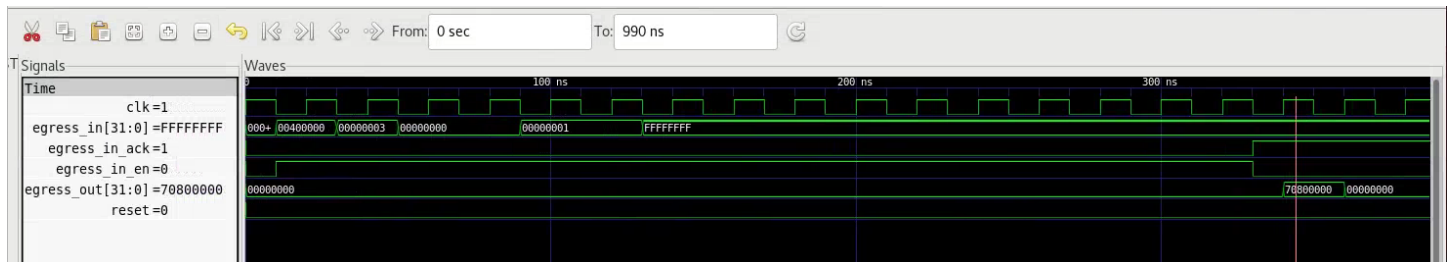 From: 0 sec To: 990 ns
Signals Waves
Time 0 100 ns 200 ns 300 ns
clk=1
egress_in[31:0]=FFFFFFFF 000+ 00400000 00000003 00000000 00000001 FFFFFFFF
egress_in_ack=1
egress_in_en=0
egress_out[31:0]=70800000 00000000 70800000 00000000
reset=0